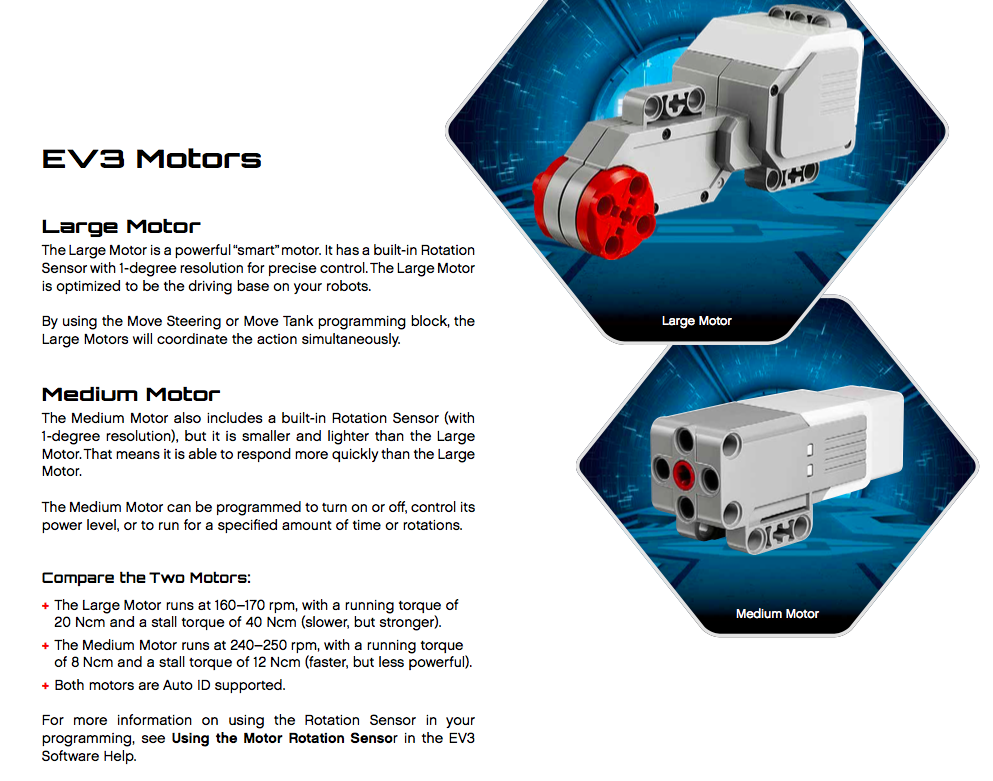 EV3 Motors
Large Motor
The Large Motor is a powerful “smart” motor. It has a built-in Rotation
Sensor with 1-degree resolution for precise control. The Large Motor
is optimized to be the driving base on your robots.
By using the Move Steering or Move Tank programming block, the
Large Motors will coordinate the action simultaneously.
Medium Motor
The Medium Motor also includes a built-in Rotation Sensor (with
1-degree resolution), but it is smaller and lighter than the Large
Motor. That means it is able to respond more quickly than the Large
Motor.
The Medium Motor can be programmed to turn on or off, control its
power level, or to run for a specified amount of time or rotations.
Compare the Two Motors:
+ The Large Motor runs at 160–170 rpm, with a running torque of
20 Ncm and a stall torque of 40 Ncm (slower, but stronger).
+ The Medium Motor runs at 240–250 rpm, with a running torque
of 8 Ncm and a stall torque of 12 Ncm (faster, but less powerful).
+ Both motors are Auto ID supported.
For more information on using the Rotation Sensor in your
programming, see Using the Motor Rotation Sensor in the EV3
Software Help.
Large Motor
Medium Motor